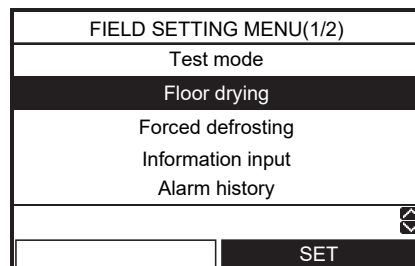 FIELD SETTING MENU(1/2)
Test mode
Floor drying
Forced defrosting
Information input
Alarm history
SET